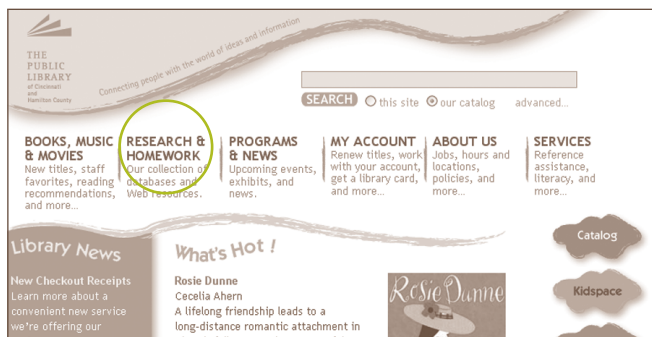 THE
PUBLIC
LIBRARY
of Cincinnati
and
Hamilton County
Connecting people with the world of ideas and information
SEARCH this site our catalog advanced...
BOOKS, MUSIC
& MOVIES
New titles, staff
favorites, reading
recommendations,
and more...
RESEARCH &
HOMEWORK
Our collection of
databases and
Web resources.
PROGRAMS
& NEWS
Upcoming events,
exhibits, and
news.
MY ACCOUNT
Renew titles, work
with your account,
get a library card,
and more...
ABOUT US
Jobs, hours and
locations,
policies, and
more...
SERVICES
Reference
assistance,
literacy, and
more...
Library News
New Checkout Receipts
Learn more about a
convenient new service
we're offering our
What's Hot !
Rosie Dunne
Cecelia Ahern
A lifelong friendship leads to a
long-distance romantic attachment in
Rosie Dunne
Catalog
Kidspace